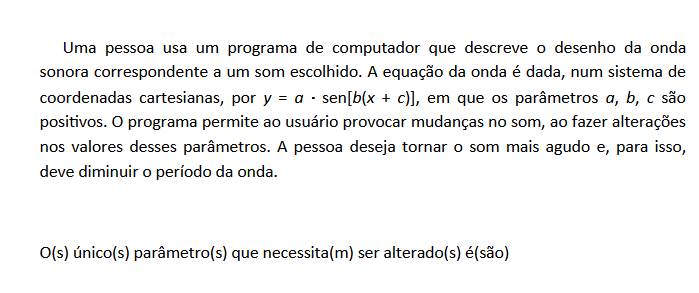 Uma pessoa usa um programa de computador que descreve o desenho da onda
sonora correspondente a um som escolhido. A equação da onda é dada, num sistema de
coordenadas cartesianas, por y = a · sen[b(x + c)], em que os parâmetros a, b, c são
positivos. O programa permite ao usuário provocar mudanças no som, ao fazer alterações
nos valores desses parâmetros. A pessoa deseja tornar o som mais agudo e, para isso,
deve diminuir o período da onda.
O(s) único(s) parâmetro(s) que necessita(m) ser alterado(s) é(são)